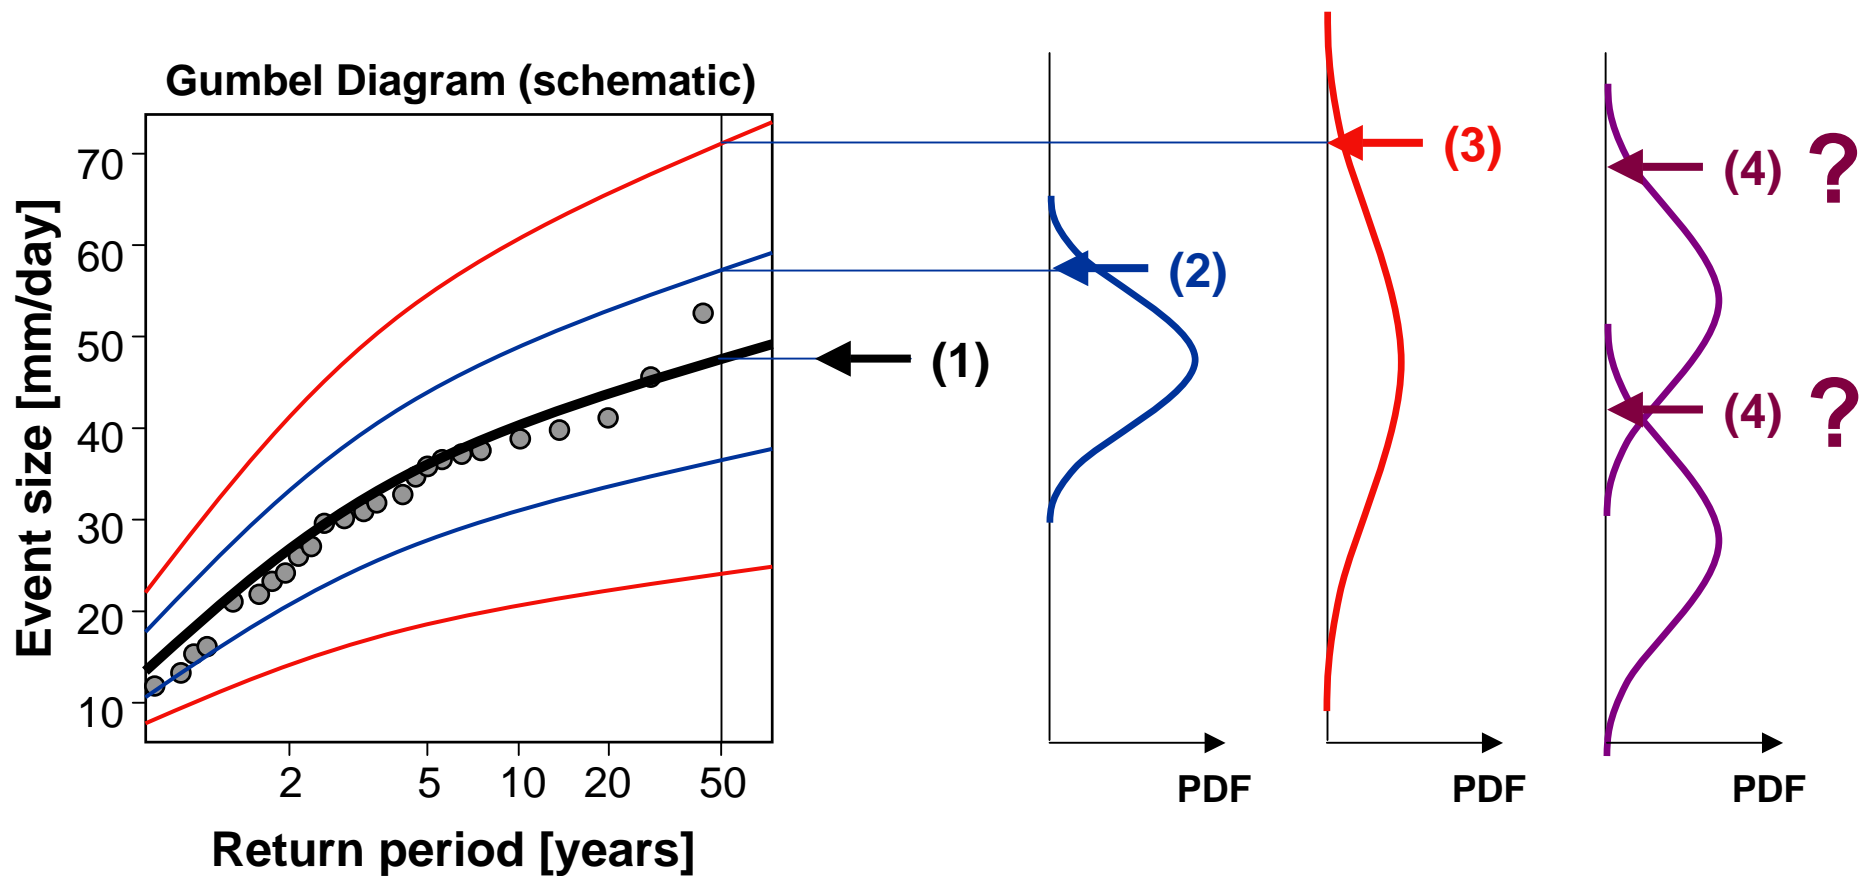 Gumbel Diagram (schematic)
Event size [mm/day]
70
60
50
40
30
20
10
2 5 10 20 50
Return period [years]
(1)
(2)
PDF
(3)
PDF
(4) ?
(4) ?
PDF